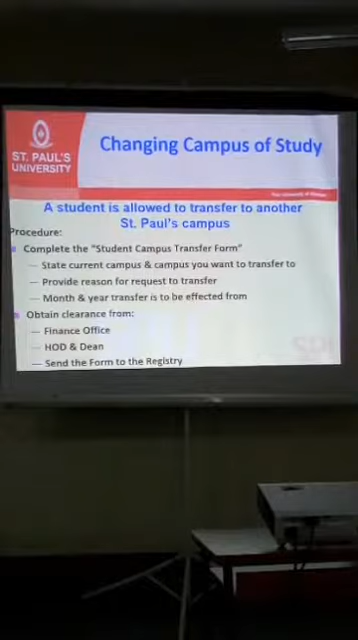 ST. PAUL'S
UNIVERSITY
Changing Campus of Study
A student is allowed to transfer to another
St. Paul's campus
Procedure:
Complete the "Student Campus Transfer Form"
— State current campus & campus you want to transfer to
— Provide reason for request to transfer
— Month & year transfer is to be effected from
Obtain clearance from:
— Finance Office
— HOD & Dean
— Send the Form to the Registry